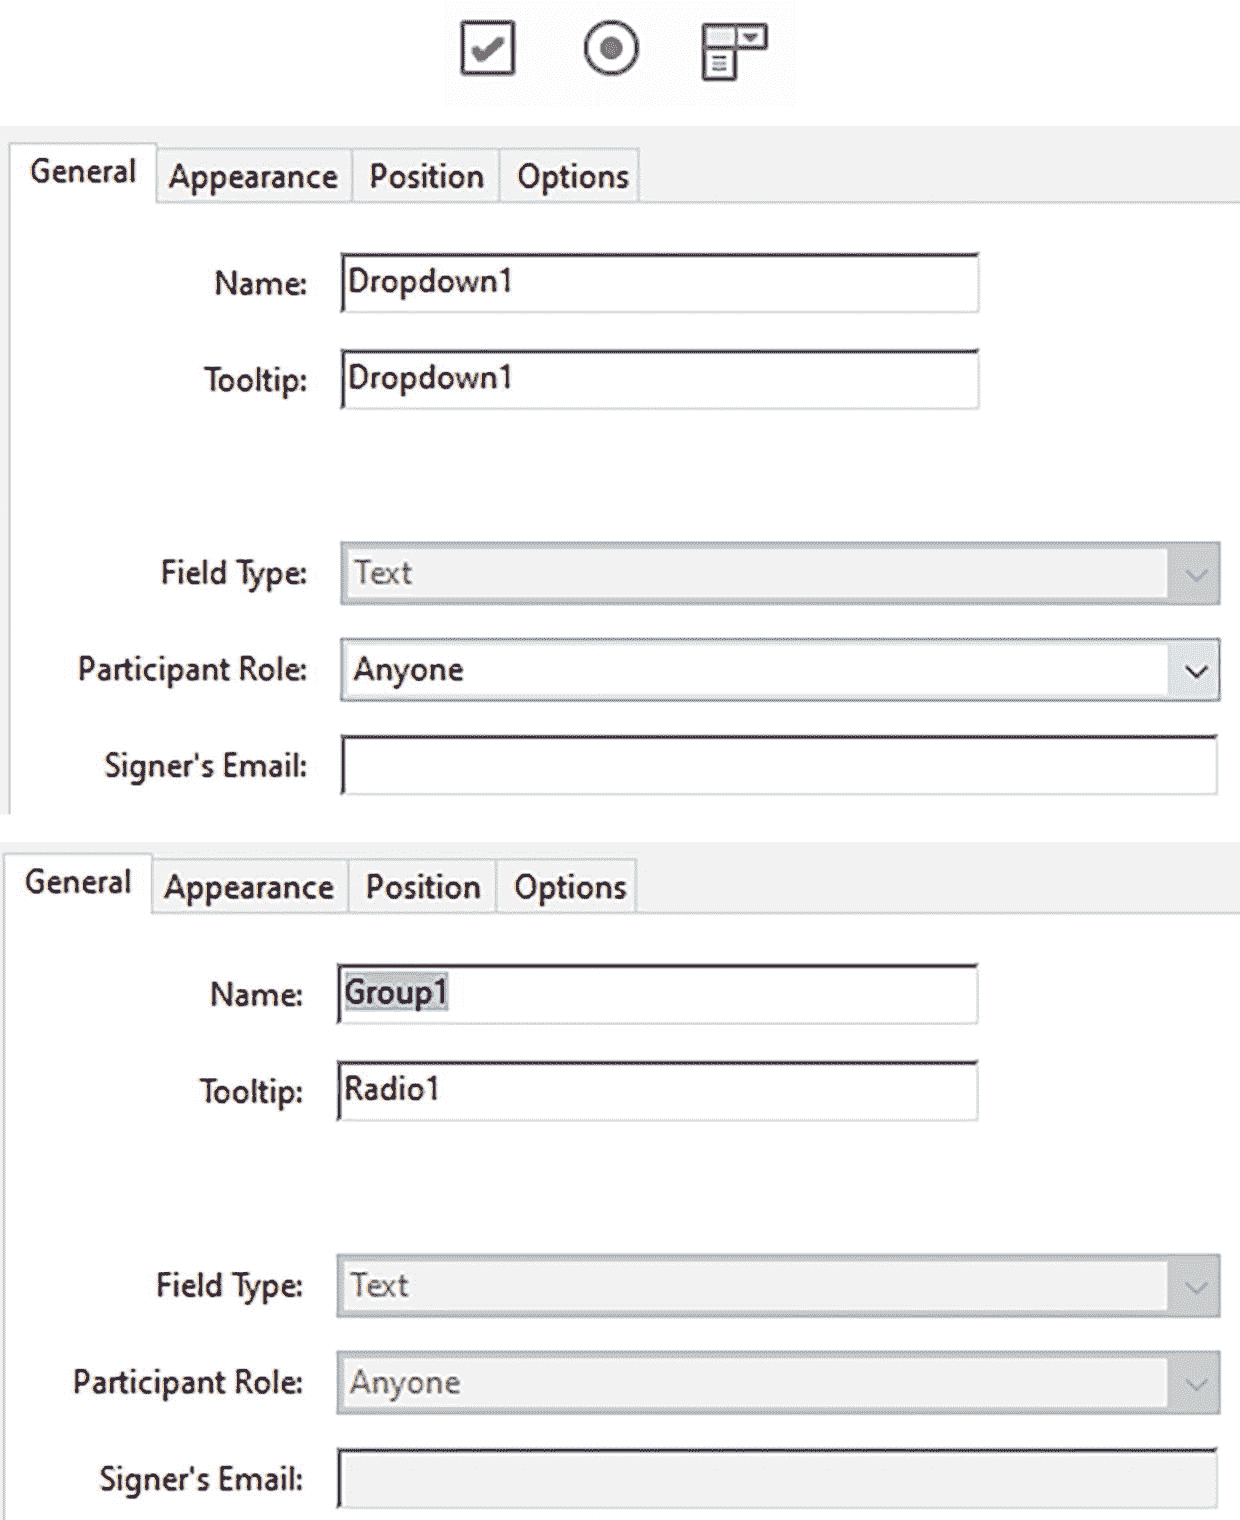 General Appearance Position Options
Name: Dropdown1
Tooltip: Dropdown1
Field Type: Text
Participant Role: Anyone
Signer's Email:
General Appearance Position Options
Name: Group1
Tooltip: Radio1
Field Type: Text
Participant Role: Anyone
Signer's Email: